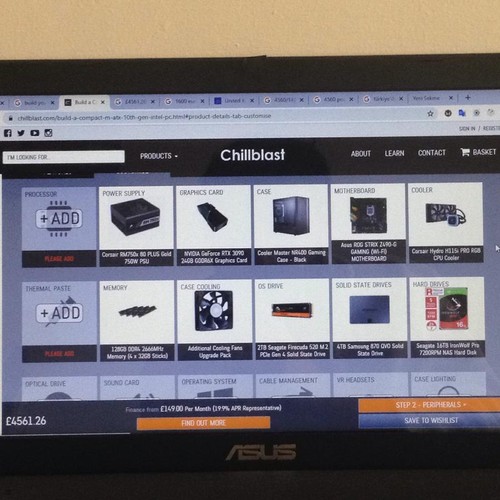 build pc
Build a C
£4561.26
chillblast.com/build-a-compact-m-atx-10th-gen-intel-pc.html#product-details-tab-customise
SIGN IN / REGISTE
I'M LOOKING FOR...
PRODUCTS
Chillblast
ABOUT
LEARN
CONTACT
BASKET
PROCESSOR
+ADD
PLEASE ADD
POWER SUPPLY
Corsair RM750x 80 PLUS Gold
750W PSU
GRAPHICS CARD
NVIDIA GeForce RTX 3090
24GB GDDR6X Graphics Card
CASE
Cooler Master NR400 Gaming
Case - Black
MOTHERBOARD
Asus ROG STRIX Z490-G
GAMING (WI-FI)
MOTHERBOARD
COOLER
Corsair Hydro H115i PRO RGB
CPU Cooler
THERMAL PASTE
+ADD
PLEASE ADD
MEMORY
128GB DDR4 2666MHz
Memory (4 x 32GB Sticks)
CASE COOLING
Additional Cooling Fans
Upgrade Pack
OS DRIVE
2TB Seagate Firecuda 520 M.2
PCIe Gen 4 Solid State Drive
SOLID STATE DRIVES
4TB Samsung 870 QVO Solid
State Drive
HARD DRIVES
Seagate 16TB IronWolf Pro
7200RPM NAS Hard Disk
OPTICAL DRIVE
SOUND CARD
OPERATING SYSTEM
CABLE MANAGEMENT
VR HEADSETS
CASE LIGHTING
£4561.26
Finance from £149.00 Per Month (19.9% APR Representative)
FIND OUT MORE
STEP 2 - PERIPHERALS
SAVE TO WISHLIST
ASUS